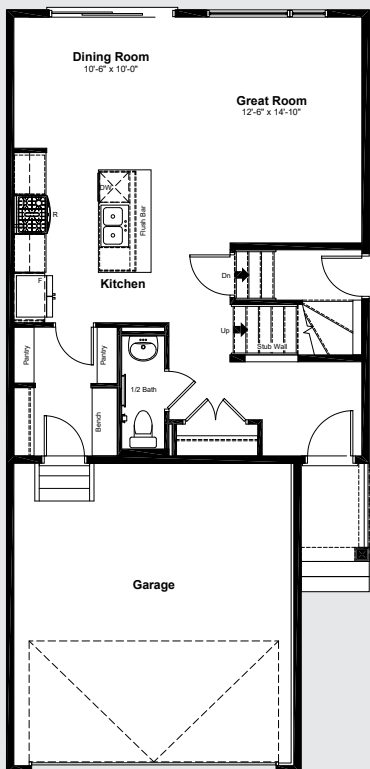 Dining Room
10'-6" x 10'-0"
Great Room
12'-6" x 14'-10"
DW
R
Flush Bar
F
Kitchen
Dn
Up
Stub Wall
Pantry
Pantry
1/2 Bath
Bench
Garage